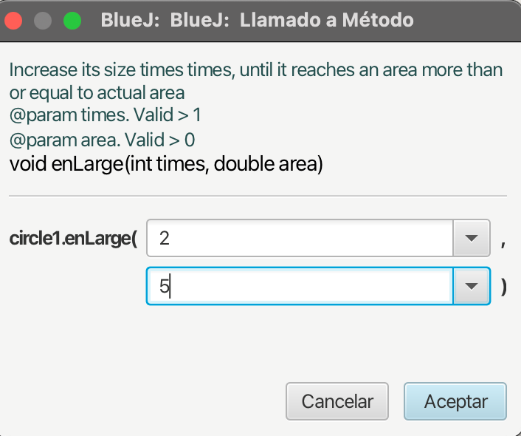 BlueJ: BlueJ: Llamado a Método
Increase its size times times, until it reaches an area more than
or equal to actual area
@param times. Valid > 1
@param area. Valid > 0
void enLarge(int times, double area)
circle1.enLarge( 2 ,
5 )
Cancelar Aceptar